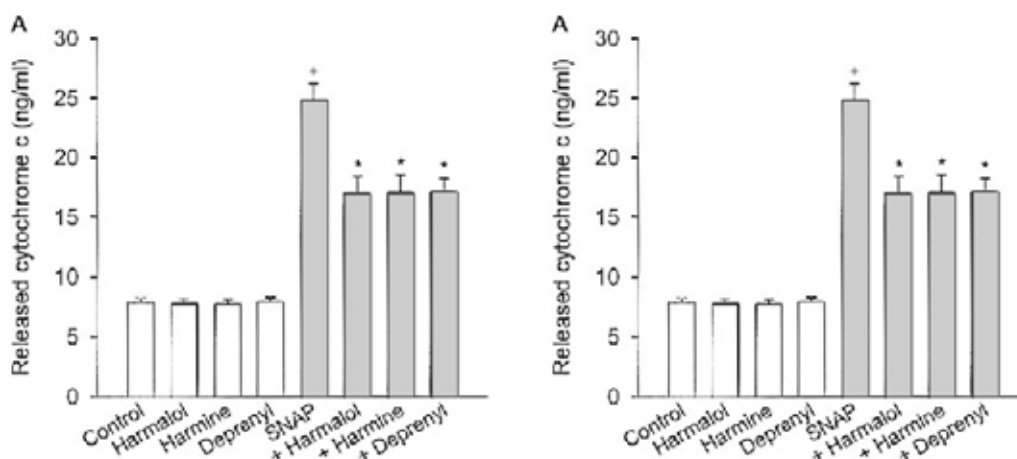 A
Released cytochrome c (ng/ml)
30
25
20
15
10
5
0
+
*
*
*
Control
Harmalol
Harmine
Deprenyl
SNAP
+ Harmalol
+ Harmine
+ Deprenyl
A
Released cytochrome c (ng/ml)
30
25
20
15
10
5
0
+
*
*
*
Control
Harmalol
Harmine
Deprenyl
SNAP
+ Harmalol
+ Harmine
+ Deprenyl